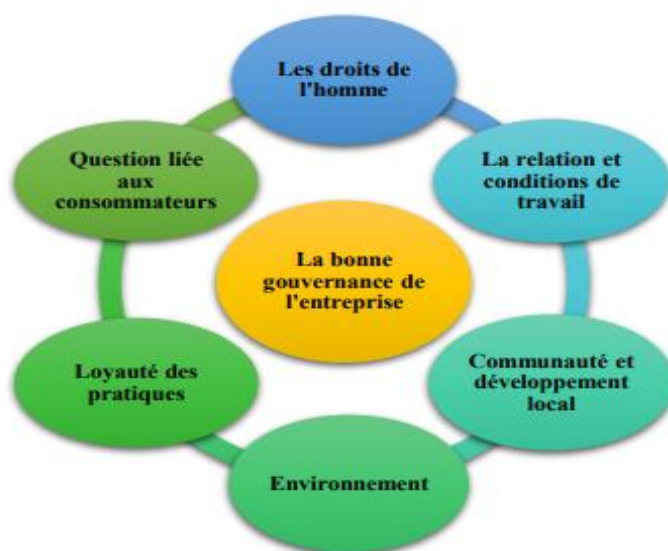 Les droits de
l'homme
La relation et
conditions de
travail
Communauté et
développement
local
Environnement
Loyauté des
pratiques
Question liée
aux
consommateurs
La bonne
gouvernance de
l'entreprise